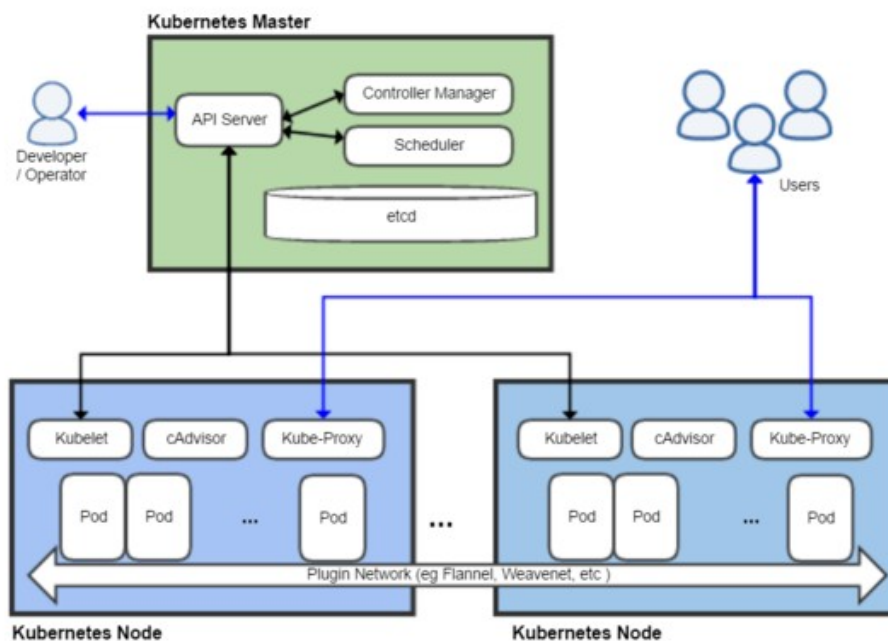 Kubernetes Master
API Server
Controller Manager
Scheduler
etcd
Developer
/ Operator
Users
Kubelet
cAdvisor
Kube-Proxy
Pod
Pod
...
Pod
...
Kubelet
cAdvisor
Kube-Proxy
Pod
Pod
...
Pod
Plugin Network (eg Flannel, Weavenet, etc )
Kubernetes Node
Kubernetes Node